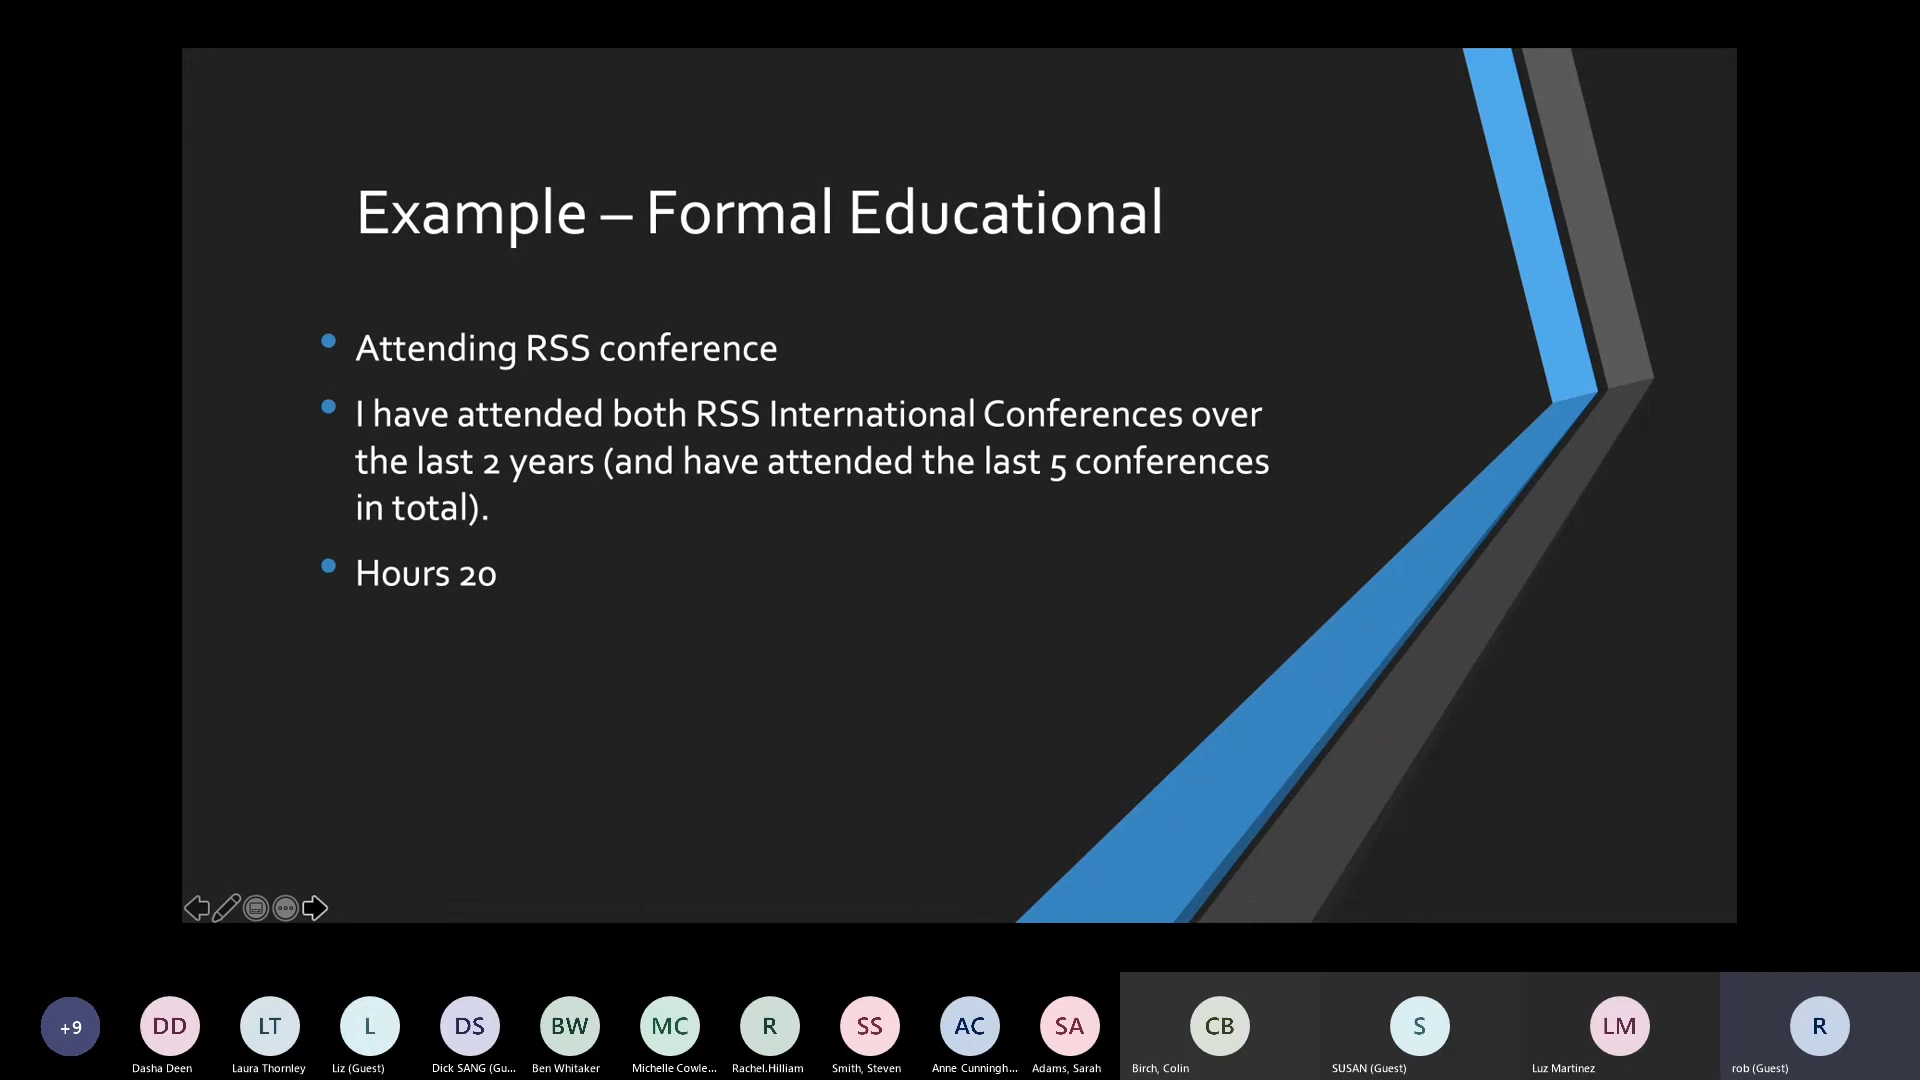 Example – Formal Educational
Attending RSS conference
I have attended both RSS International Conferences over
the last 2 years (and have attended the last 5 conferences
in total).
Hours 20
+9
DD
LT
L
DS
BW
MC
R
SS
AC
SA
CB
S
LM
R
Dasha Deen
Laura Thornley
Liz (Guest)
Dick SANG (Gu...
Ben Whitaker
Michelle Cowle...
Rachel.Hilliam
Smith, Steven
Anne Cunningh...
Adams, Sarah
Birch, Colin
SUSAN (Guest)
Luz Martinez
rob (Guest)